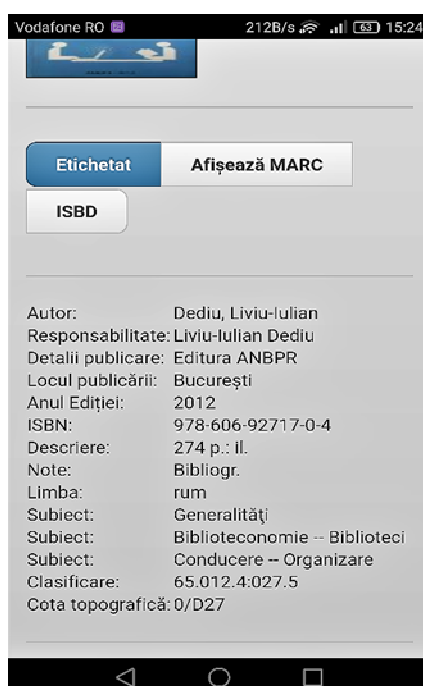 Vodafone RO 212B/s 63 15:24
Etichetat Afișează MARC
ISBD
Autor: Dediu, Liviu-Iulian
Responsabilitate: Liviu-Iulian Dediu
Detalii publicare: Editura ANBPR
Locul publicării: București
Anul Ediției: 2012
ISBN: 978-606-92717-0-4
Descriere: 274 p.: il.
Note: Bibliogr.
Limba: rum
Subiect: Generalităţi
Subiect: Biblioteconomie -- Biblioteci
Subiect: Conducere -- Organizare
Clasificare: 65.012.4:027.5
Cota topografică: 0/D27